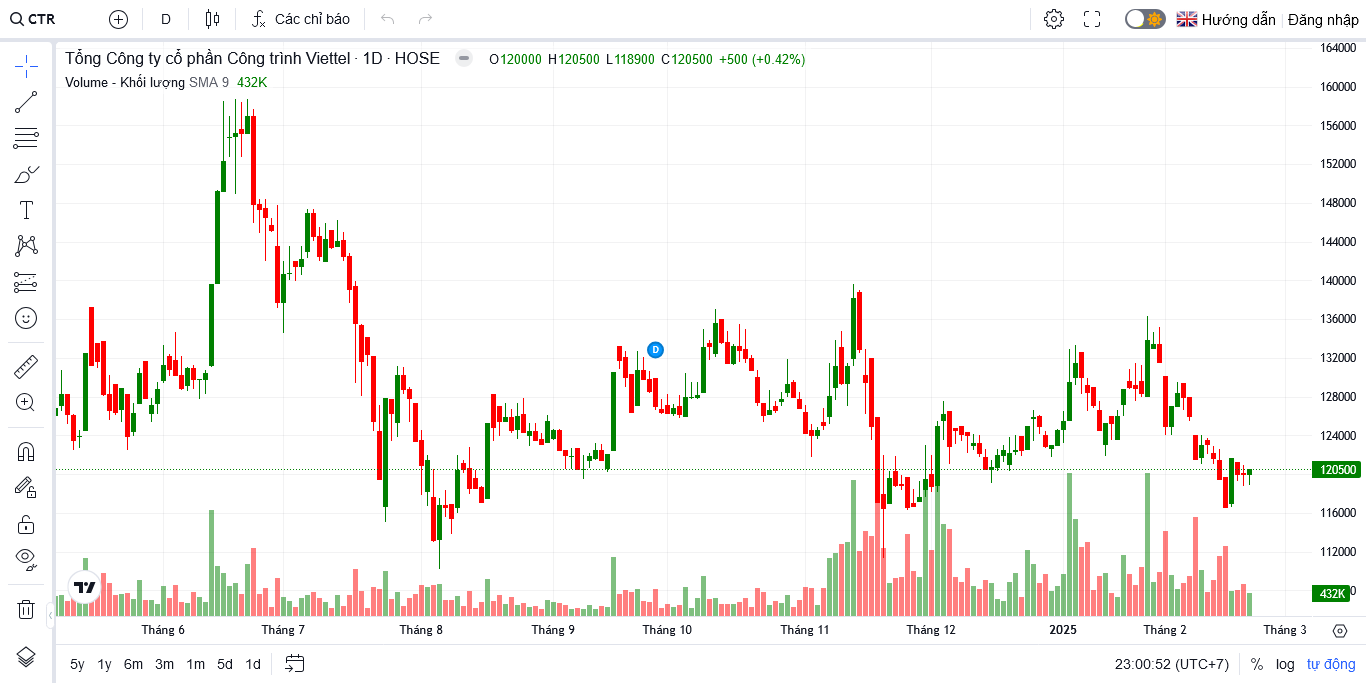 CTR D Các chỉ báo Hướng dẫn Đăng nhập
Tổng Công ty cổ phần Công trình Viettel · 1D · HOSE O120000 H120500 L118900 C120500 +500 (+0.42%)
Volume - Khối lượng SMA 9 432K
D
164000
160000
156000
152000
148000
144000
140000
136000
132000
128000
124000
120500
116000
112000
432K
Tháng 6 Tháng 7 Tháng 8 Tháng 9 Tháng 10 Tháng 11 Tháng 12 2025 Tháng 2 Tháng 3
5y 1y 6m 3m 1m 5d 1d 23:00:52 (UTC+7) % log tự động